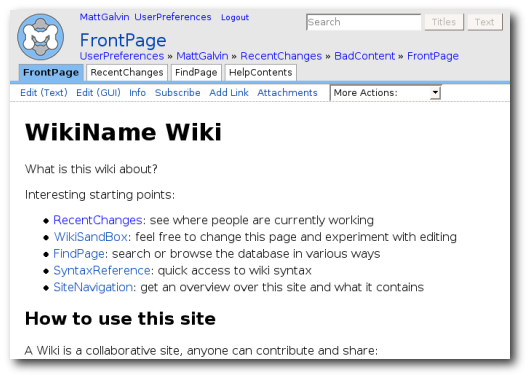 MattGalvin UserPreferences Logout
Search Titles Text
FrontPage
UserPreferences » MattGalvin » RecentChanges » BadContent » FrontPage
FrontPage RecentChanges FindPage HelpContents
Edit (Text) Edit (GUI) Info Subscribe Add Link Attachments More Actions:
WikiName Wiki
What is this wiki about?
Interesting starting points:
RecentChanges: see where people are currently working
WikiSandBox: feel free to change this page and experiment with editing
FindPage: search or browse the database in various ways
SyntaxReference: quick access to wiki syntax
SiteNavigation: get an overview over this site and what it contains
How to use this site
A Wiki is a collaborative site, anyone can contribute and share: